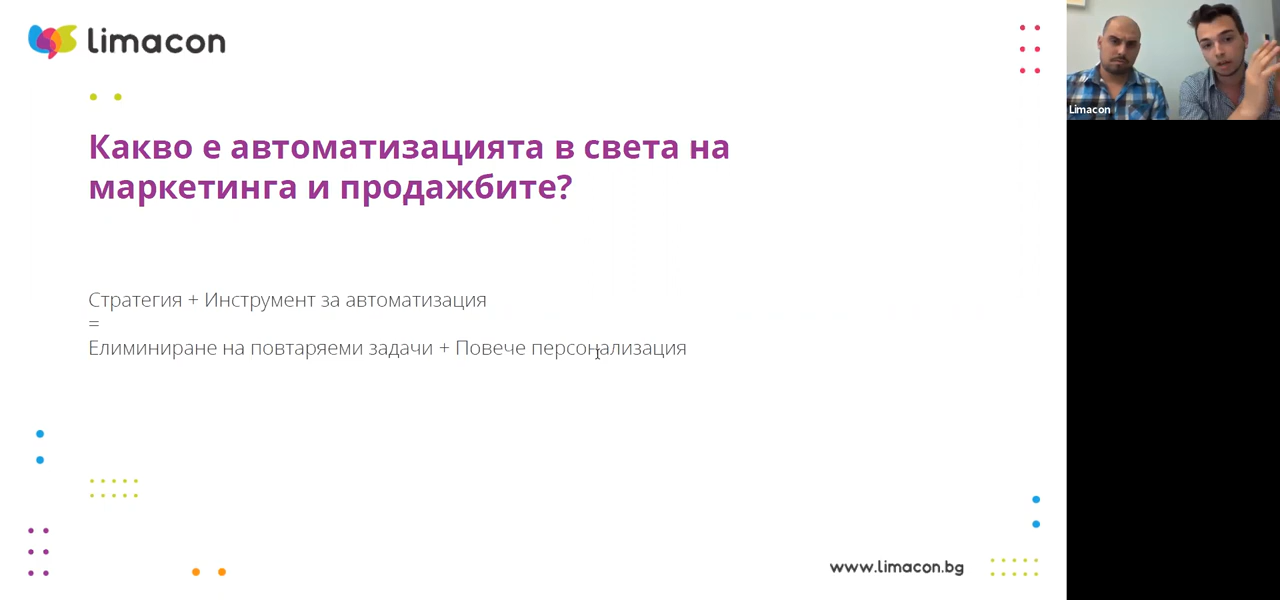 limacon
Какво е автоматизацията в света на
маркетинга и продажбите?
Стратегия + Инструмент за автоматизация
=
Елиминиране на повтаряеми задачи + Повече персонализация
www.limacon.bg
Limacon